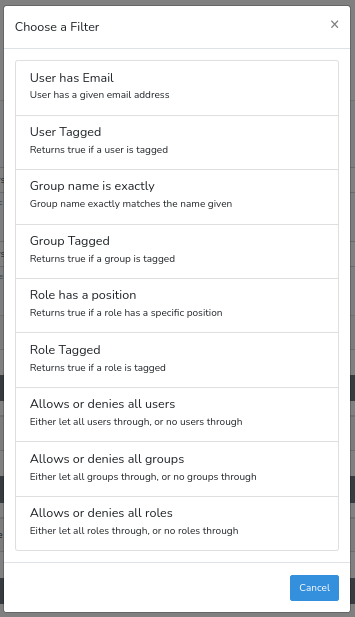 Choose a Filter
×
User has Email
User has a given email address
User Tagged
Returns true if a user is tagged
Group name is exactly
Group name exactly matches the name given
Group Tagged
Returns true if a group is tagged
Role has a position
Returns true if a role has a specific position
Role Tagged
Returns true if a role is tagged
Allows or denies all users
Either let all users through, or no users through
Allows or denies all groups
Either let all groups through, or no groups through
Allows or denies all roles
Either let all roles through, or no roles through
Cancel